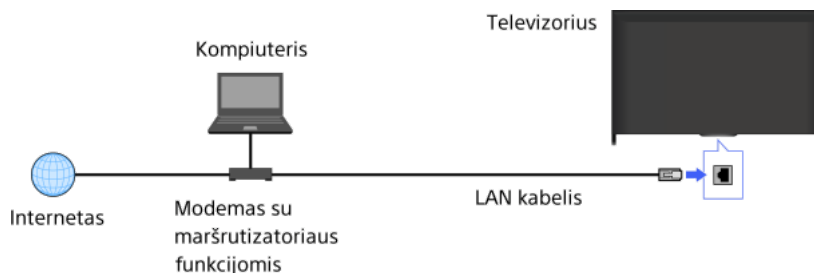 Televizorius
Kompiuteris
Internetas
Modemas su
maršrutizatoriaus
funkcijomis
LAN kabelis